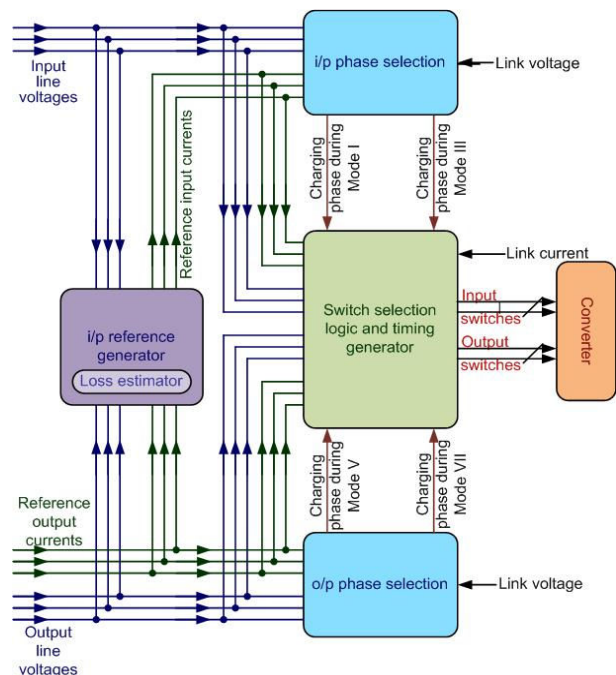 Input
line
voltages
i/p phase selection
Link voltage
Reference input currents
Charging
phase during
Mode I
Charging
phase during
Mode III
Link current
i/p reference
generator
Loss estimator
Switch selection
logic and timing
generator
Input
switches
Output
switches
Converter
Charging
phase during
Mode V
Charging
phase during
Mode VII
Reference
output
currents
o/p phase selection
Link voltage
Output
line
voltages